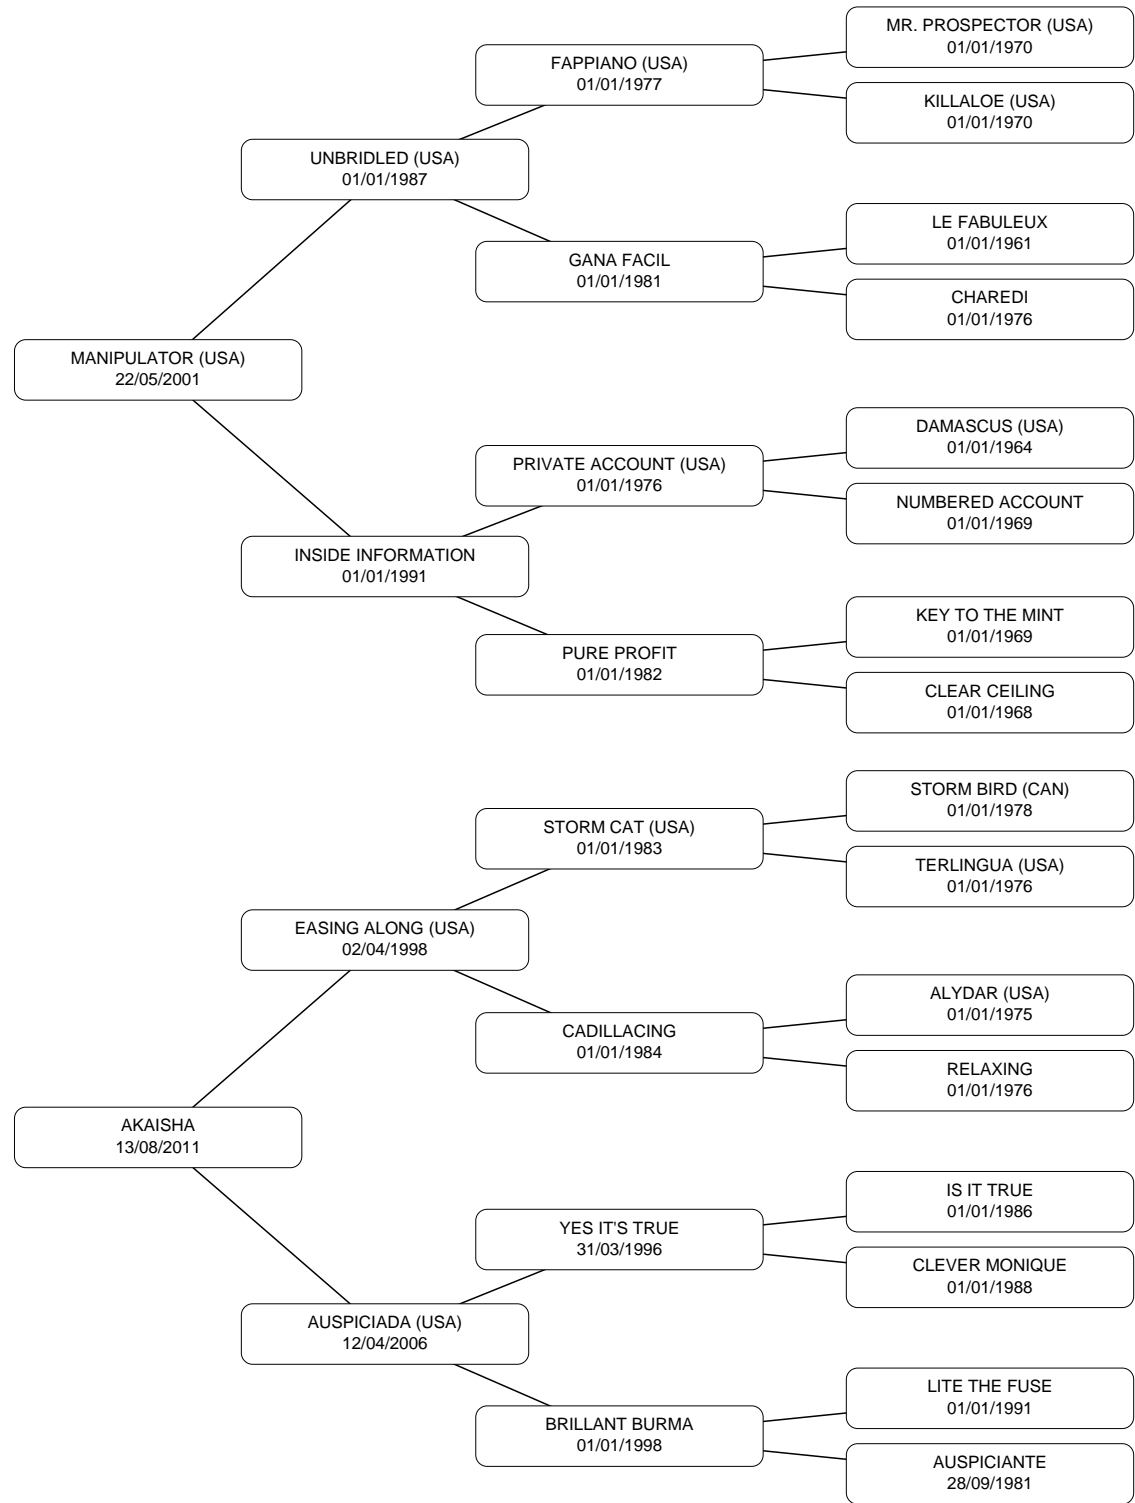 MR. PROSPECTOR (USA)
01/01/1970
FAPPIANO (USA)
01/01/1977
KILLALOE (USA)
01/01/1970
UNBRIDLED (USA)
01/01/1987
LE FABULEUX
01/01/1961
GANA FACIL
01/01/1981
CHAREDI
01/01/1976
MANIPULATOR (USA)
22/05/2001
DAMASCUS (USA)
01/01/1964
PRIVATE ACCOUNT (USA)
01/01/1976
NUMBERED ACCOUNT
01/01/1969
INSIDE INFORMATION
01/01/1991
KEY TO THE MINT
01/01/1969
PURE PROFIT
01/01/1982
CLEAR CEILING
01/01/1968
STORM BIRD (CAN)
01/01/1978
STORM CAT (USA)
01/01/1983
TERLINGUA (USA)
01/01/1976
EASING ALONG (USA)
02/04/1998
ALYDAR (USA)
01/01/1975
CADILLACING
01/01/1984
RELAXING
01/01/1976
AKAISHA
13/08/2011
IS IT TRUE
01/01/1986
YES IT'S TRUE
31/03/1996
CLEVER MONIQUE
01/01/1988
AUSPICIADA (USA)
12/04/2006
LITE THE FUSE
01/01/1991
BRILLANT BURMA
01/01/1998
AUSPICIANTE
28/09/1981